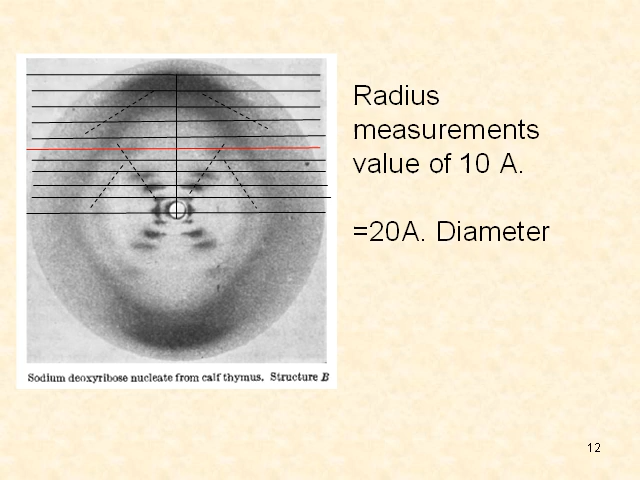 Radius
measurements
value of 10 A.
=20A. Diameter
Sodium deoxyribose nucleate from calf thymus. Structure B
12